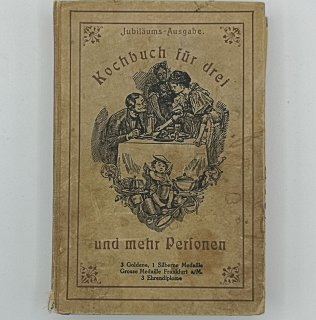 Jubiläums-Ausgabe.
Kochbuch für drei
und mehr Perſonen
3 Goldene, 1 Silberne Medaille
Grosse Medaille Frankfurt a/M.
3 Ehrendiplome